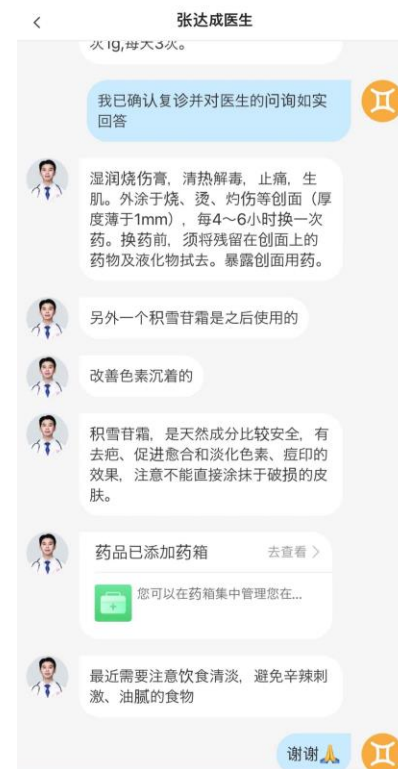 张达成医生
次1g,每天3次。
我已确认复诊并对医生的问询如实
回答
湿润烧伤膏，清热解毒，止痛，生
肌。外涂于烧、烫、灼伤等创面（厚
度薄于1mm），每4～6小时换一次
药。换药前，须将残留在创面上的
药物及液化物拭去。暴露创面用药。
另外一个积雪苷霜是之后使用的
改善色素沉着的
积雪苷霜，是天然成分比较安全，有
去疤、促进愈合和淡化色素、痘印的
效果，注意不能直接涂抹于破损的皮
肤。
药品已添加药箱 去查看
您可以在药箱集中管理您在...
最近需要注意饮食清淡，避免辛辣刺
激、油腻的食物
谢谢🙏